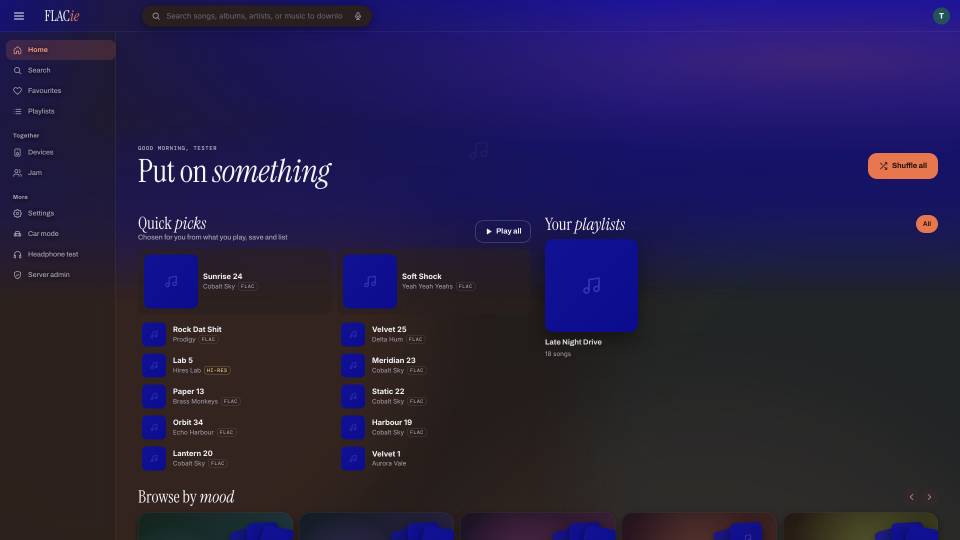 FLACie
Search songs, albums, artists, or music to downlo
T
Home
Search
Favourites
Playlists
Together
Devices
Jam
More
Settings
Car mode
Headphone test
Server admin
GOOD MORNING, TESTER
Put on something
Shuffle all
Quick picks
Chosen for you from what you play, save and list
Play all
Sunrise 24
Cobalt Sky FLAC
Soft Shock
Yeah Yeah Yeahs FLAC
Rock Dat Shit
Prodigy FLAC
Velvet 25
Delta Hum FLAC
Lab 5
Hires Lab HI-RES
Meridian 23
Cobalt Sky FLAC
Paper 13
Brass Monkeys FLAC
Static 22
Cobalt Sky FLAC
Orbit 34
Echo Harbour FLAC
Harbour 19
Cobalt Sky FLAC
Lantern 20
Cobalt Sky FLAC
Velvet 1
Aurora Vale
Your playlists
All
Late Night Drive
18 songs
Browse by mood